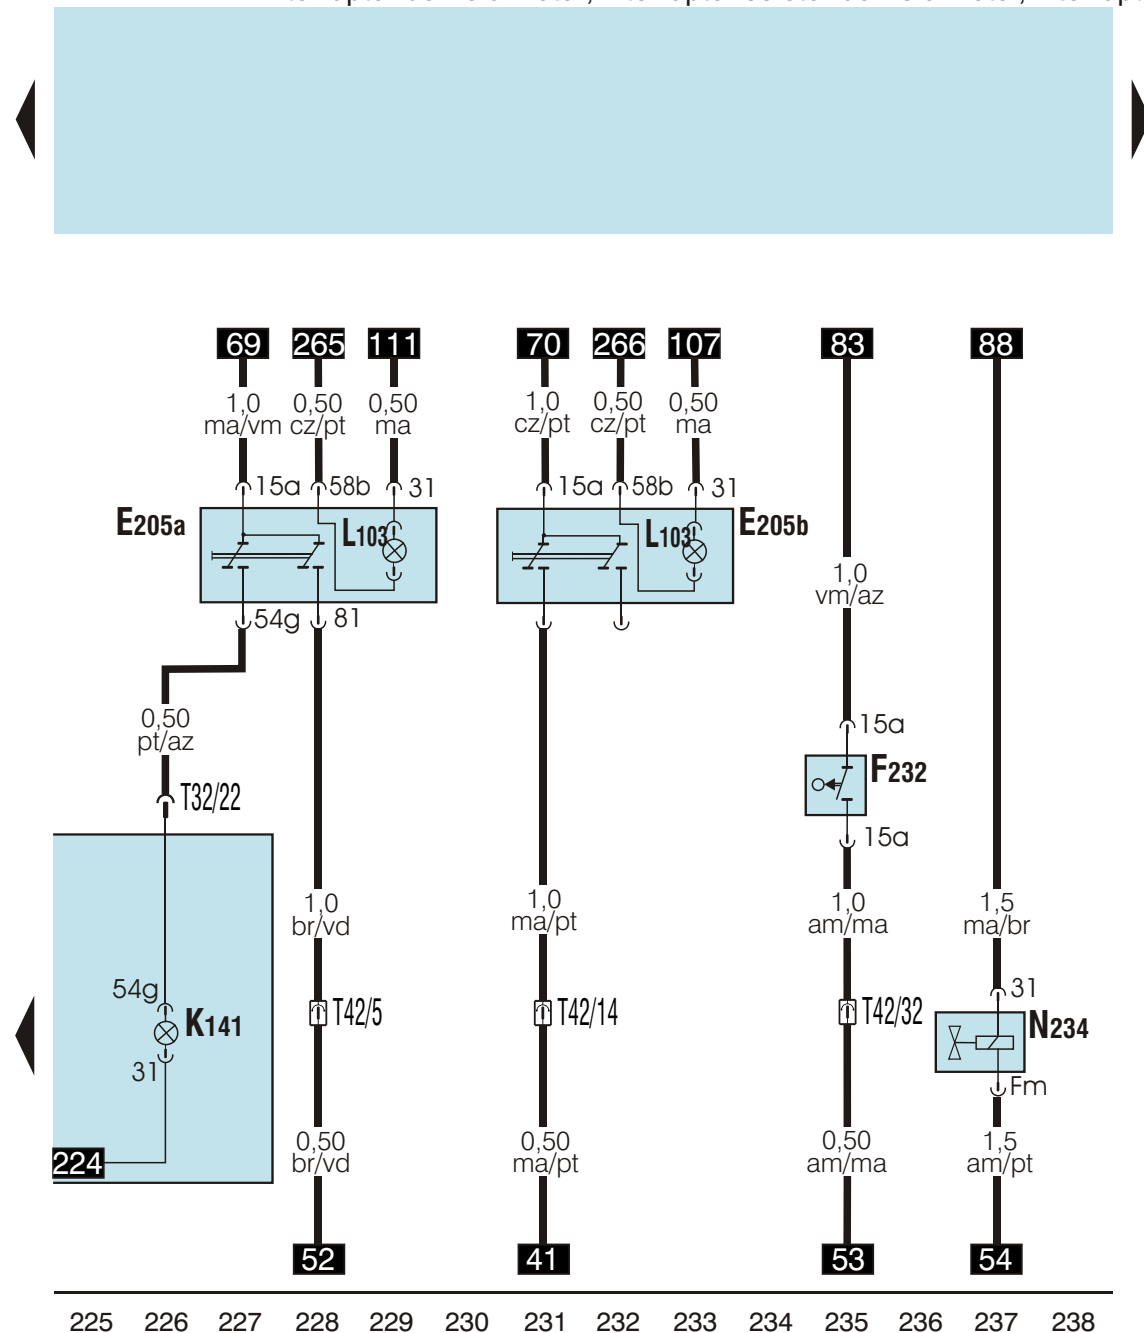 69 265 111 70 266 107 83 88
1,0 0,50 0,50 1,0 0,50 0,50
ma/vm cz/pt ma cz/pt cz/pt ma
15a 58b 31 15a 58b 31
E205a L103 L103 E205b
1,0
vm/az
54g 81
0,50
pt/az
15a
F232
T32/22
15a
1,0 1,0 1,0 1,5
br/vd ma/pt am/ma ma/br
54g 31
K141 T42/5 T42/14 T42/32 N234
31 Fm
0,50 0,50 0,50 1,5
224 br/vd ma/pt am/ma am/pt
52 41 53 54
225 226 227 228 229 230 231 232 233 234 235 236 237 238